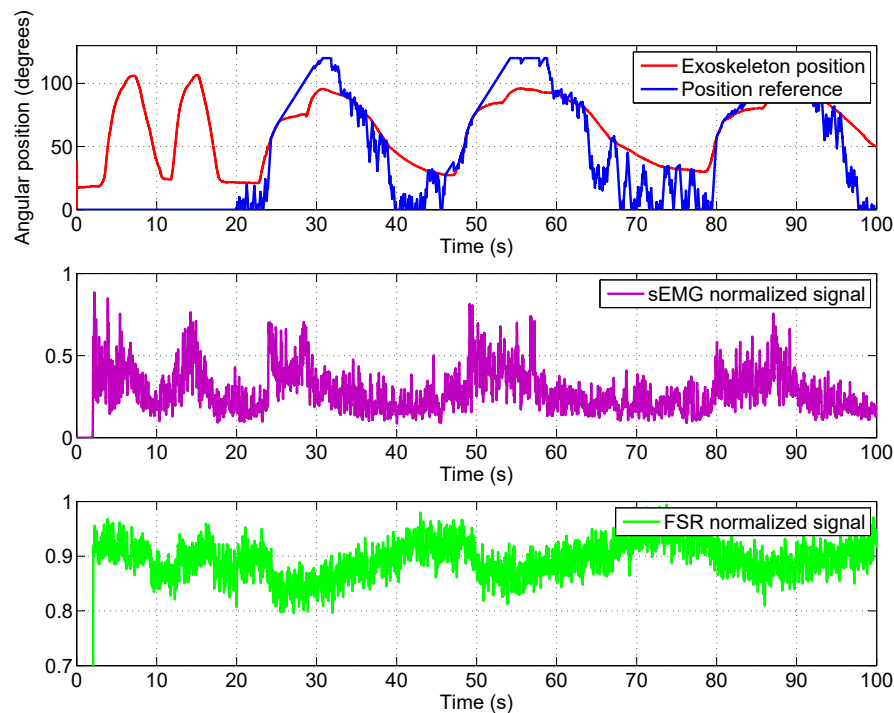 Angular position (degrees)
100
50
0
Exoskeleton position
Position reference
0 10 20 30 40 50 60 70 80 90 100
Time (s)
1
0.5
0
sEMG normalized signal
0 10 20 30 40 50 60 70 80 90 100
Time (s)
1
0.9
0.8
0.7
FSR normalized signal
0 10 20 30 40 50 60 70 80 90 100
Time (s)